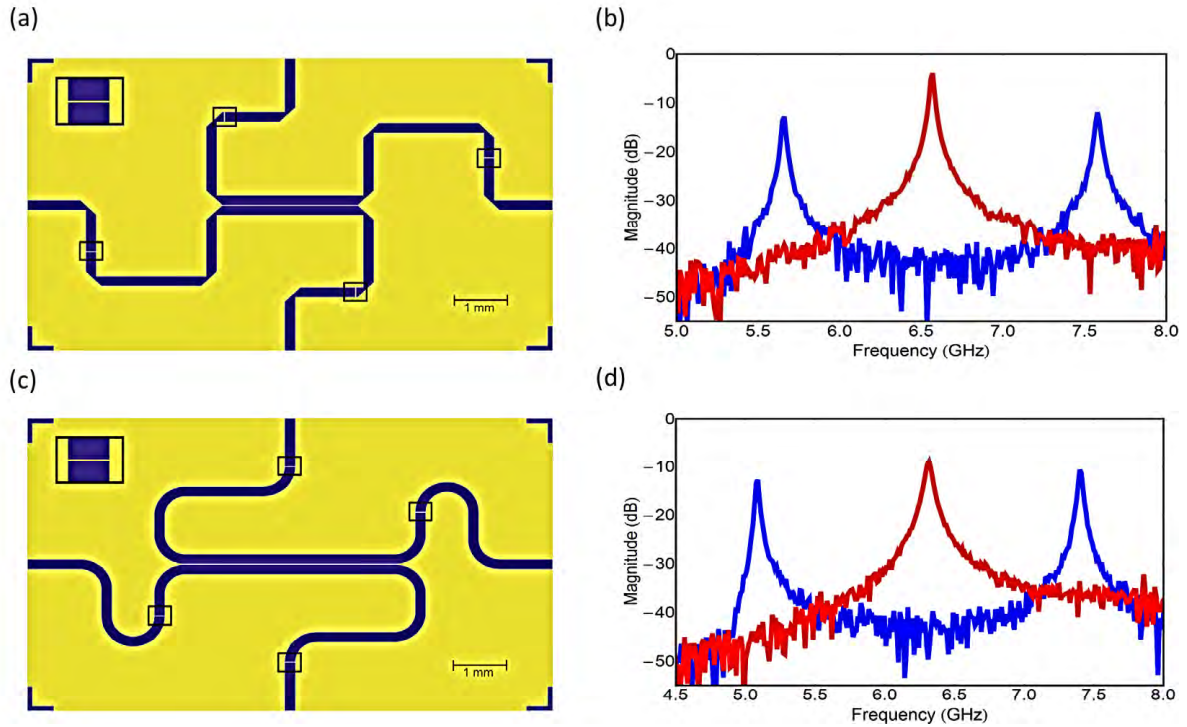 (a)
1 mm
(b)
0
−10
−20
−30
−40
−50
Magnitude (dB)
5.0 5.5 6.0 6.5 7.0 7.5 8.0
Frequency (GHz)
(c)
1 mm
(d)
0
−10
−20
−30
−40
−50
Magnitude (dB)
4.5 5.0 5.5 6.0 6.5 7.0 7.5 8.0
Frequency (GHz)